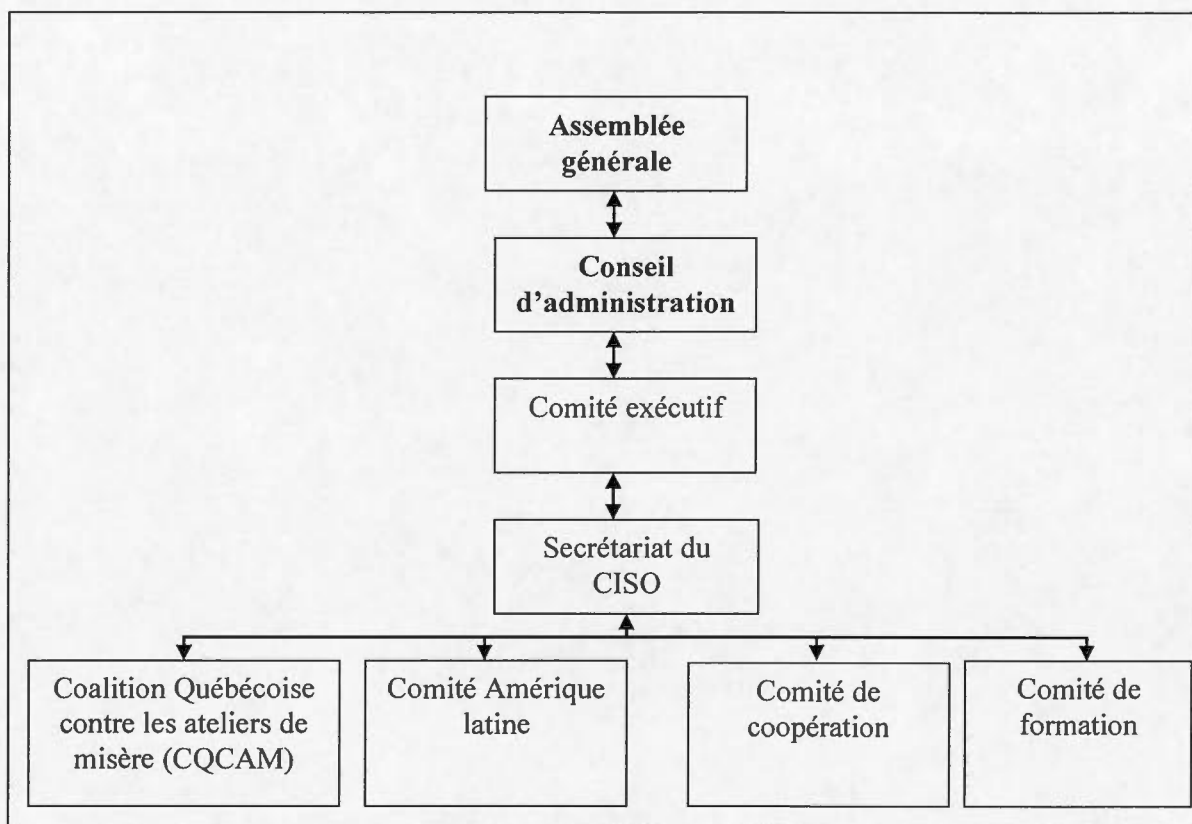 Assemblée
générale
Conseil
d'administration
Comité exécutif
Secrétariat du
CISO
Coalition Québécoise
contre les ateliers de
misère (CQCAM)
Comité Amérique
latine
Comité de
coopération
Comité de
formation